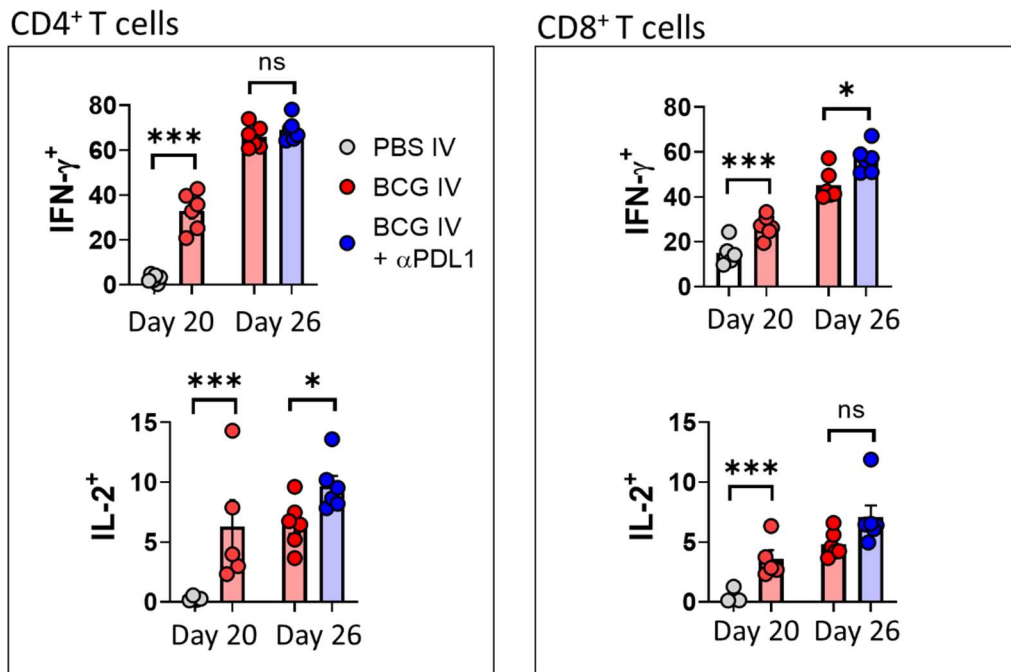 CD4⁺ T cells
CD8⁺ T cells
ns
80
60
40
20
0
IFN-γ⁺
***
Day 20 Day 26
PBS IV
BCG IV
BCG IV
+ αPDL1
*
***
80
60
40
20
0
IFN-γ⁺
Day 20 Day 26
*** *
15
10
5
0
IL-2⁺
Day 20 Day 26
ns
***
15
10
5
0
IL-2⁺
Day 20 Day 26